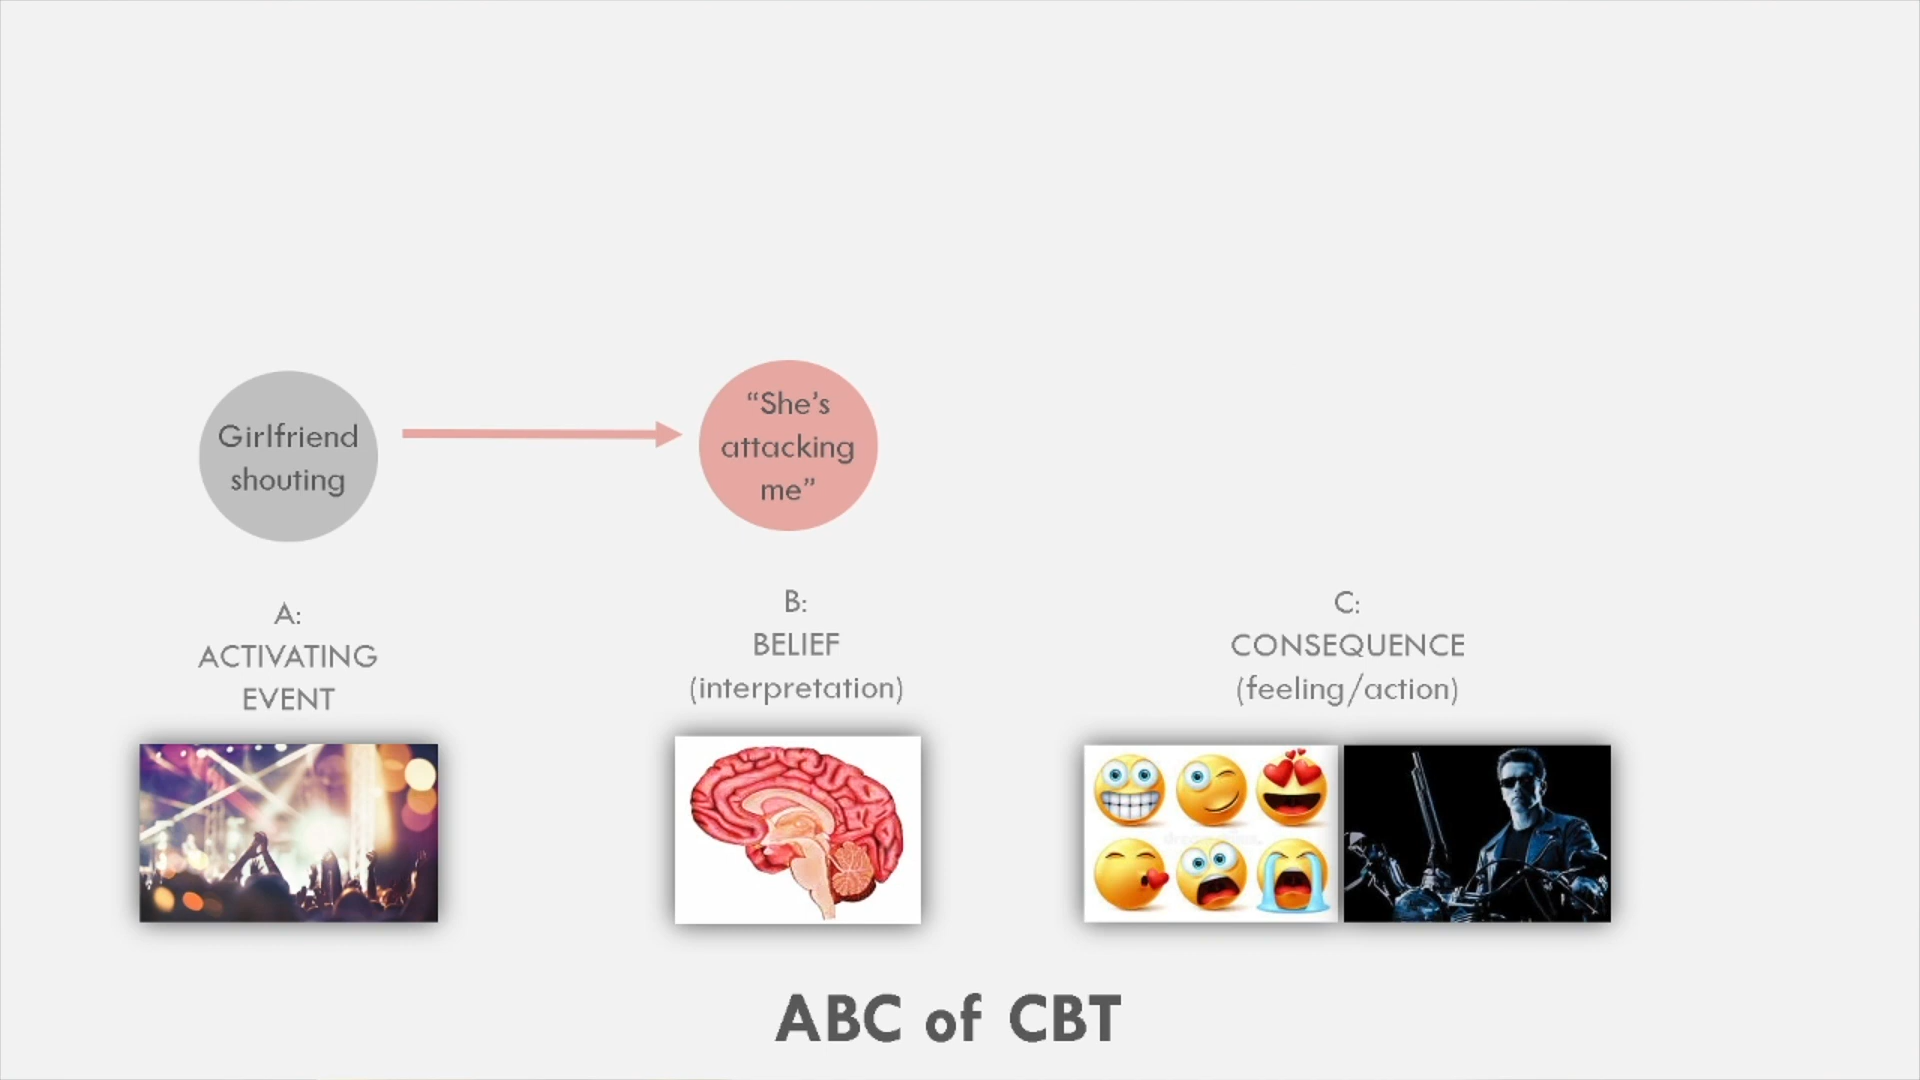 Girlfriend
shouting
“She’s
attacking
me”
A:
ACTIVATING
EVENT
B:
BELIEF
(interpretation)
C:
CONSEQUENCE
(feeling/action)
ABC of CBT